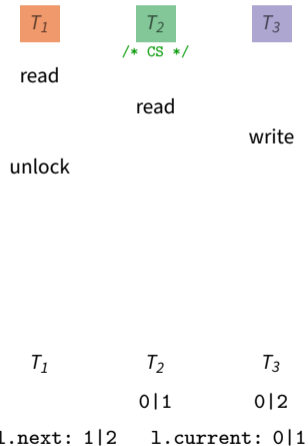 T1 T2 T3
/* CS */
read
read
write
unlock
T1 T2 T3
0|1 0|2
l.next: 1|2 l.current: 0|1